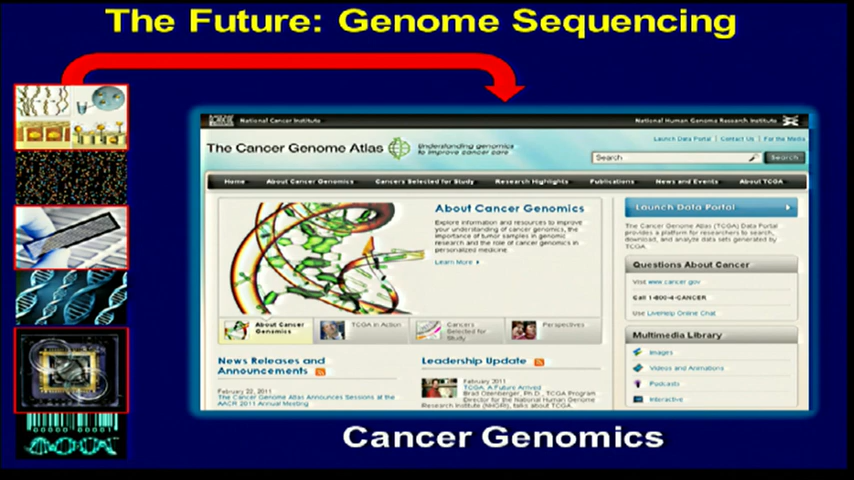 The Future: Genome Sequencing
National Cancer Institute
National Human Genome Research Institute
Launch Data Portal | Contact Us | For the Media
The Cancer Genome Atlas
Understanding genomics
to improve cancer care
Search
Search
Home
About Cancer Genomics
Cancers Selected for Study
Research Highlights
Publications
News and Events
About TCGA
About Cancer Genomics
Explore information and resources to improve
your understanding of cancer genomics, the
importance of tumor samples in genomic
research and the role of cancer genomics in
personalized medicine.
Learn More
About Cancer
Genomics
TCGA in Action
Cancers
Selected for
Study
Perspectives
News Releases and
Announcements
February 22, 2011
The Cancer Genome Atlas Announces Sessions at the
AACR 2011 Annual Meeting
Leadership Update
February 2011
TCGA: A Future Arrived
Brad Ozenberger, Ph.D., TCGA Program
Director for the National Human Genome
Research Institute (NHGRI), talks about TCGA.
Launch Data Portal
The Cancer Genome Atlas (TCGA) Data Portal
provides a platform for researchers to search,
download, and analyze data sets generated by
TCGA.
Questions About Cancer
Visit www.cancer.gov
Call 1-800-4-CANCER
Use LiveHelp Online Chat
Multimedia Library
Images
Videos and Animations
Podcasts
Interactive
Cancer Genomics